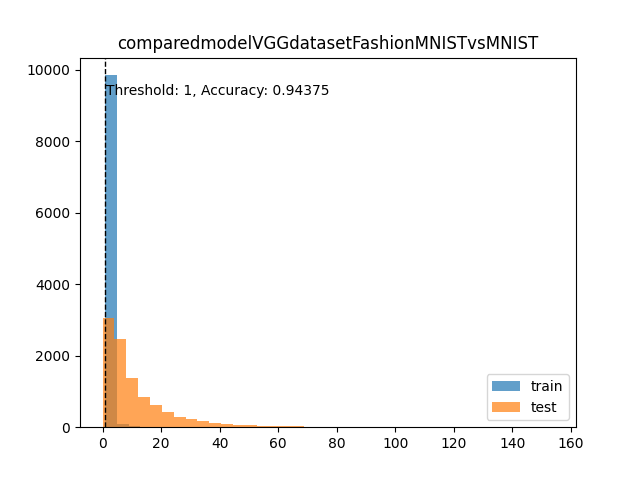 comparedmodelVGGdatasetFashionMNISTvsMNIST
10000
Threshold: 1, Accuracy: 0.94375
8000
6000
4000
2000
0
train
test
0 20 40 60 80 100 120 140 160